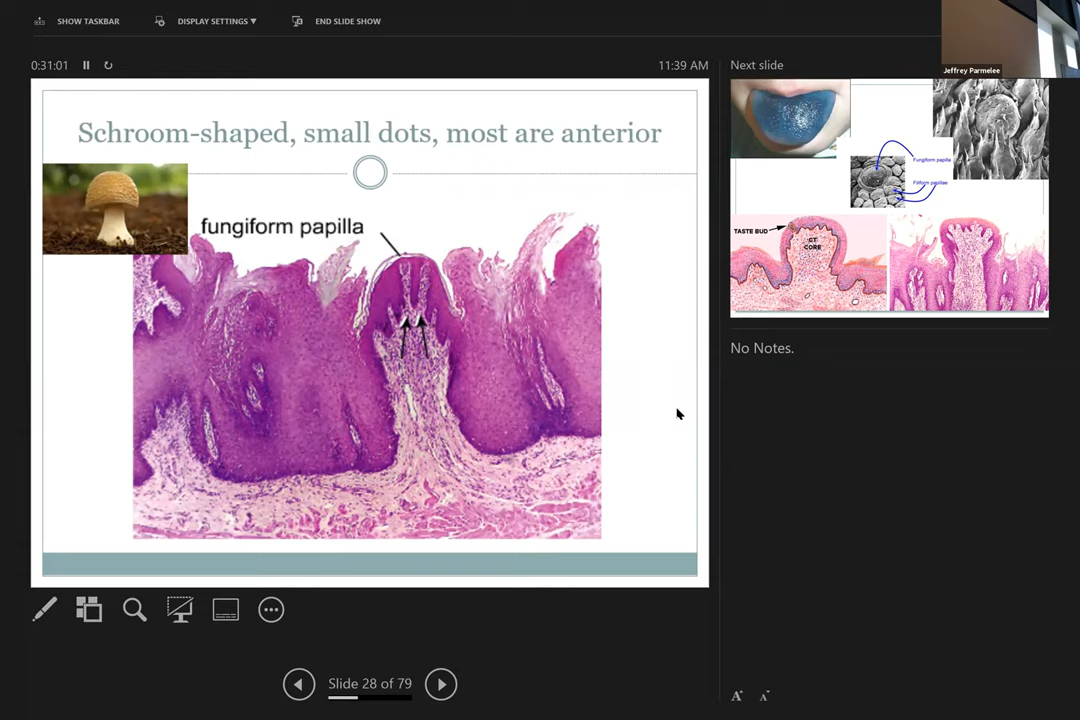 SHOW TASKBAR
DISPLAY SETTINGS ▼
END SLIDE SHOW
Jeffrey Parmelee
0:31:01
11:39 AM
Schroom-shaped, small dots, most are anterior
fungiform papilla
Next slide
Fungiform papilla
Filiform papillae
TASTE BUD
CT
CORE
No Notes.
Slide 28 of 79
A
A